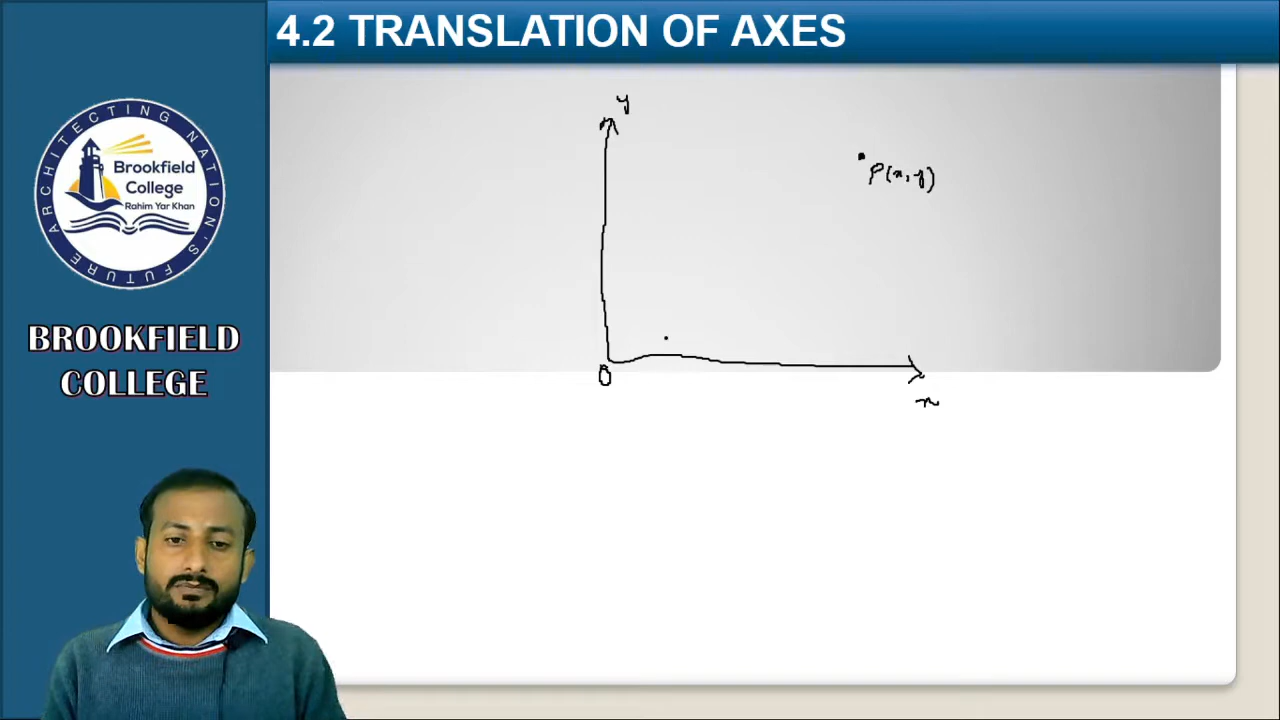 4.2 TRANSLATION OF AXES
ARCHITECTING NATION'S FUTURE
Brookfield
College
Rahim Yar Khan
BROOKFIELD
COLLEGE
y
P(x, y)
O
x